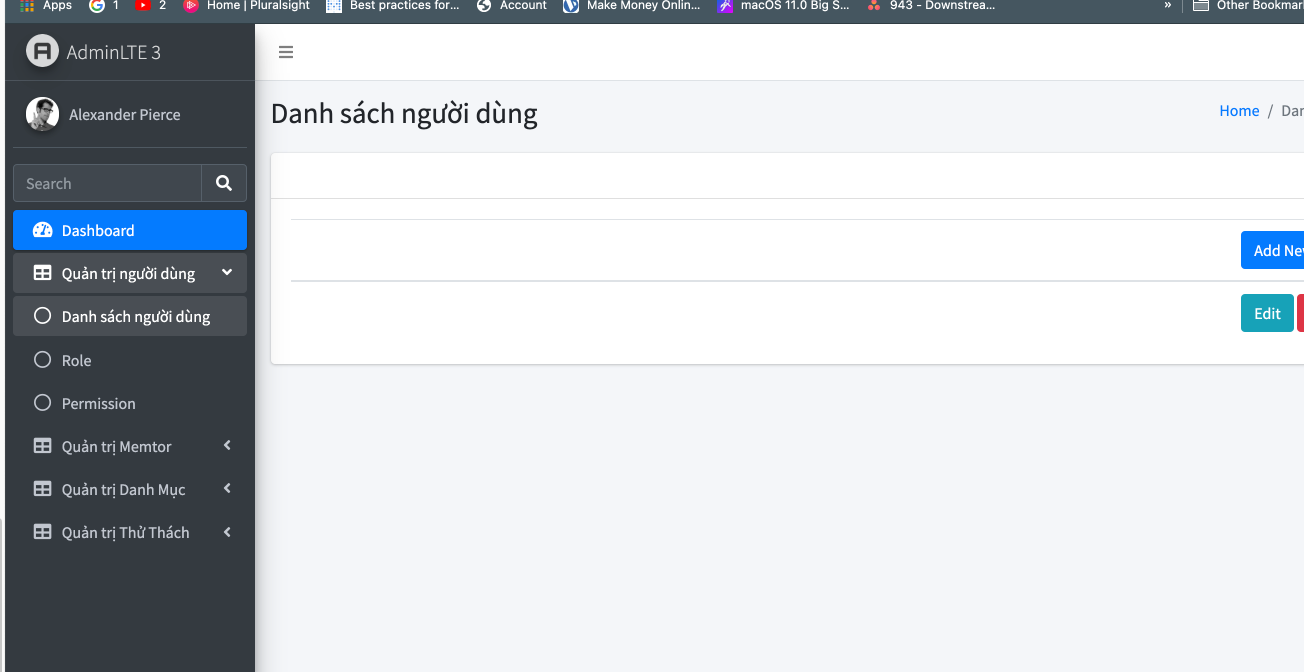 Apps 1 2 Home | Pluralsight Best practices for... Account Make Money Onlin... macOS 11.0 Big S... 943 - Downstrea... » Other Bookmar
AdminLTE 3
Alexander Pierce
Danha sách người dùng
Home / Dan
Search
Dashboard
Quản trị người dùng
Add Ne
Danh sách người dùng
Edit
Role
Permission
Quản trị Memtor
Quản trị Danh Mục
Quản trị Thử Thách